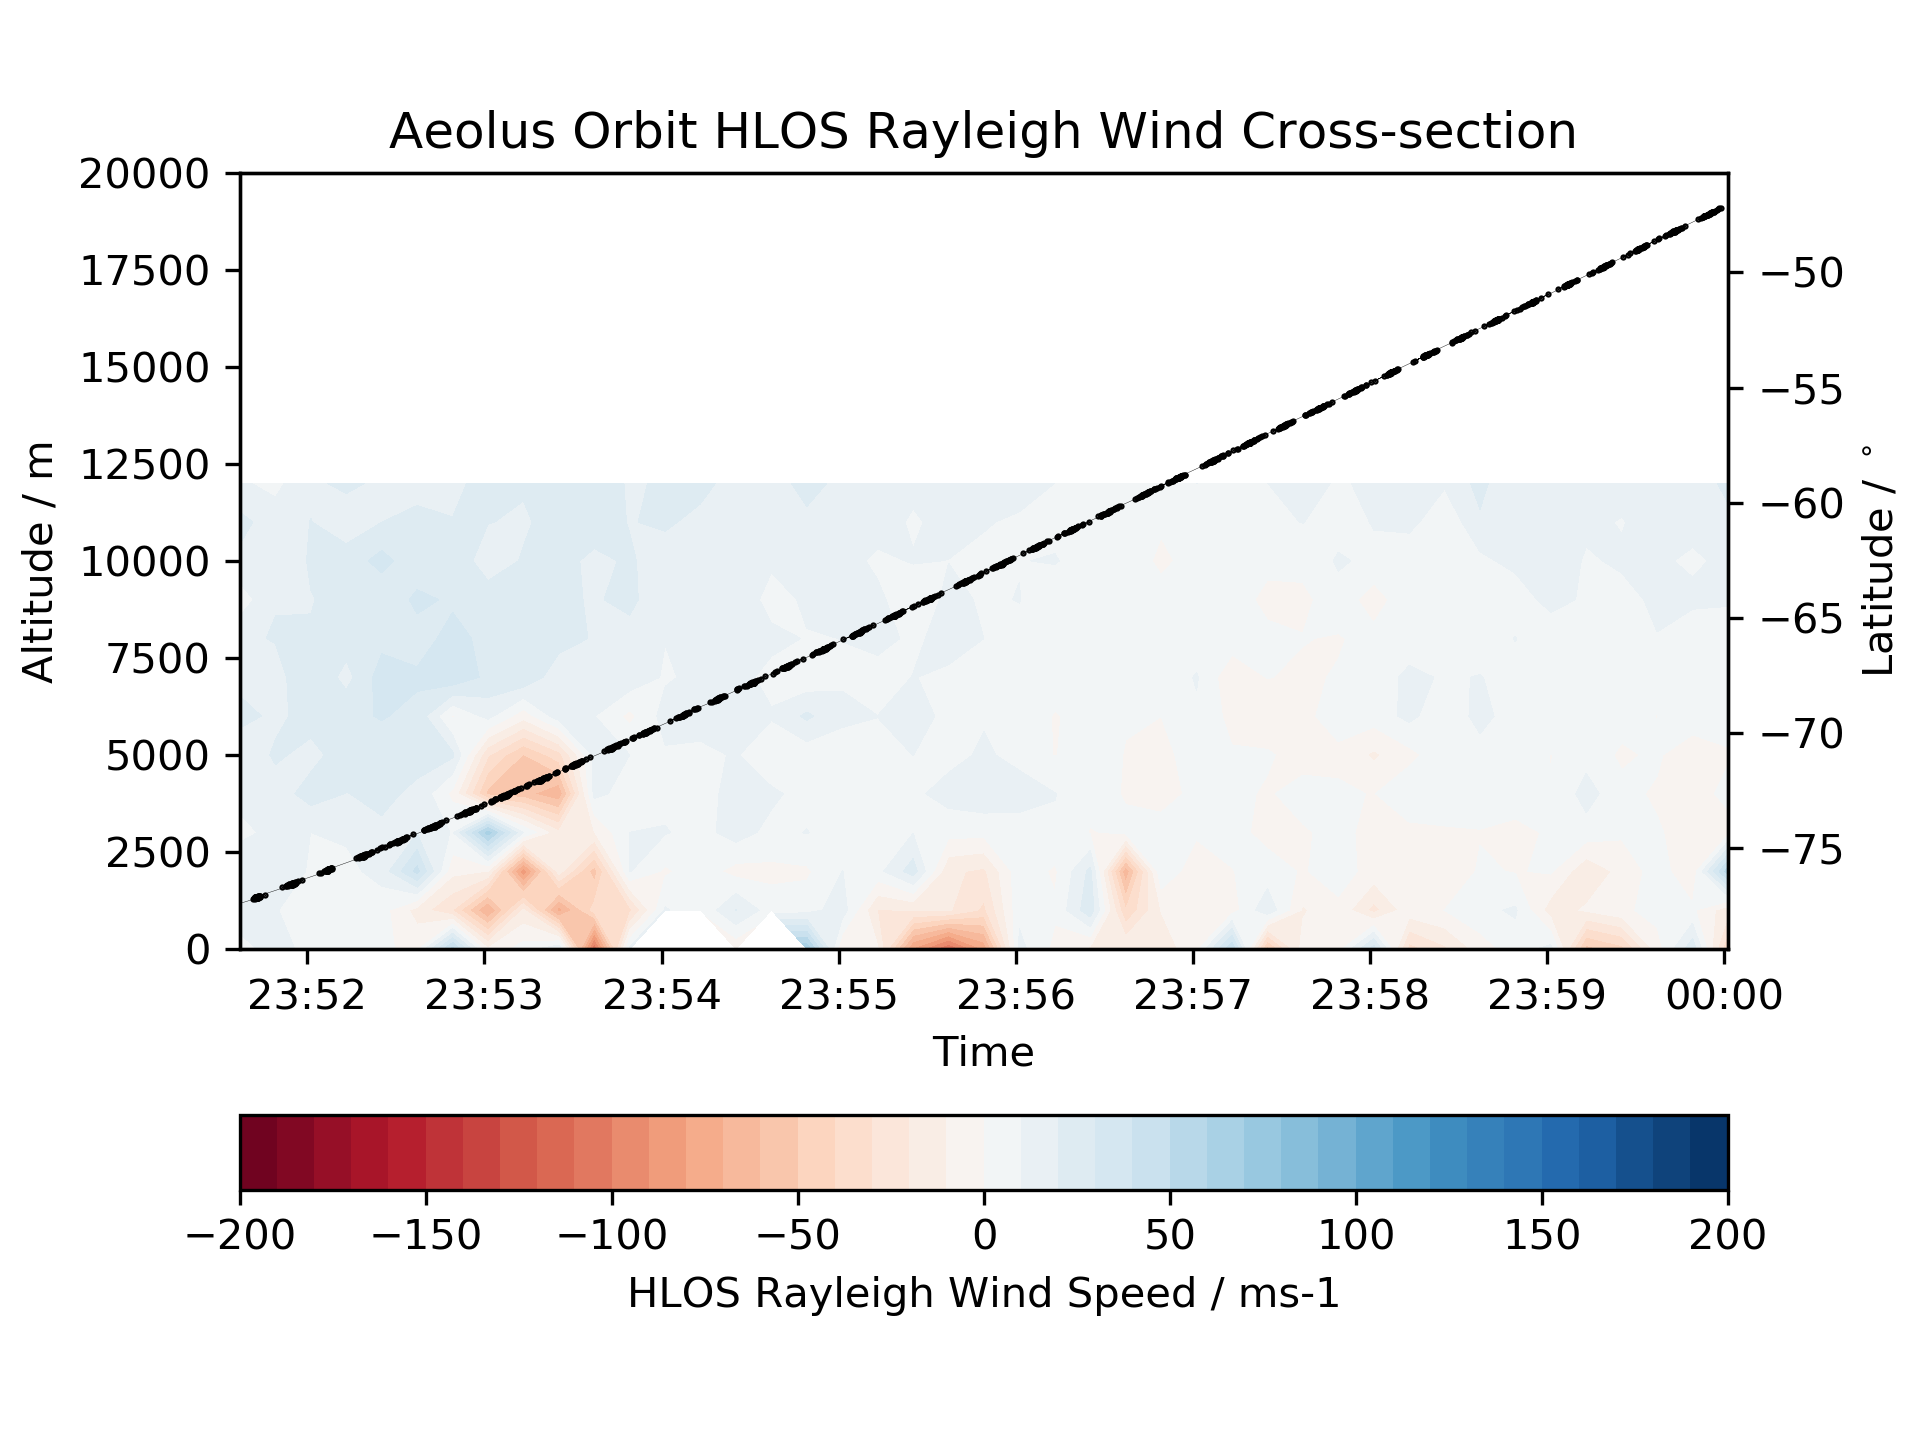 Aeolus Orbit HLOS Rayleigh Wind Cross-section
20000
17500
15000
12500
10000
7500
5000
2500
0
Altitude / m
−50
−55
−60
−65
−70
−75
Latitude / °
23:52 23:53 23:54 23:55 23:56 23:57 23:58 23:59 00:00
Time
−200 −150 −100 −50 0 50 100 150 200
HLOS Rayleigh Wind Speed / ms-1